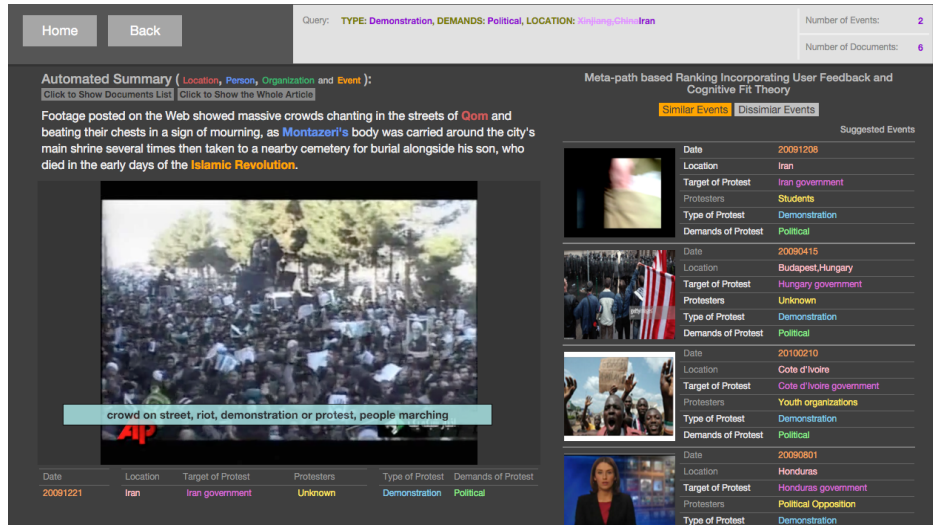 Home
Back
Query: TYPE: Demonstration, DEMANDS: Political, LOCATION: Xinjiang,ChinaIran
Number of Events: 2
Number of Documents: 6
Automated Summary ( Location, Person, Organization and Event ):
Click to Show Documents List Click to Show the Whole Article
Footage posted on the Web showed massive crowds chanting in the streets of Qom and
beating their chests in a sign of mourning, as Montazeri's body was carried around the city's
main shrine several times then taken to a nearby cemetery for burial alongside his son, who
died in the early days of the Islamic Revolution.
crowd on street, riot, demonstration or protest, people marching
AP
Date Location Target of Protest Protesters Type of Protest Demands of Protest
20091221 Iran Iran government Unknown Demonstration Political
Meta-path based Ranking Incorporating User Feedback and
Cognitive Fit Theory
Similar Events Dissimiar Events
Suggested Events
Date 20091208
Location Iran
Target of Protest Iran government
Protesters Students
Type of Protest Demonstration
Demands of Protest Political
Date 20090415
Location Budapest,Hungary
Target of Protest Hungary government
Protesters Unknown
Type of Protest Demonstration
Demands of Protest Political
Date 20100210
Location Cote d'Ivoire
Target of Protest Cote d'Ivoire government
Protesters Youth organizations
Type of Protest Demonstration
Demands of Protest Political
Date 20090801
Location Honduras
Target of Protest Honduras government
Protesters Political Opposition
Type of Protest Demonstration